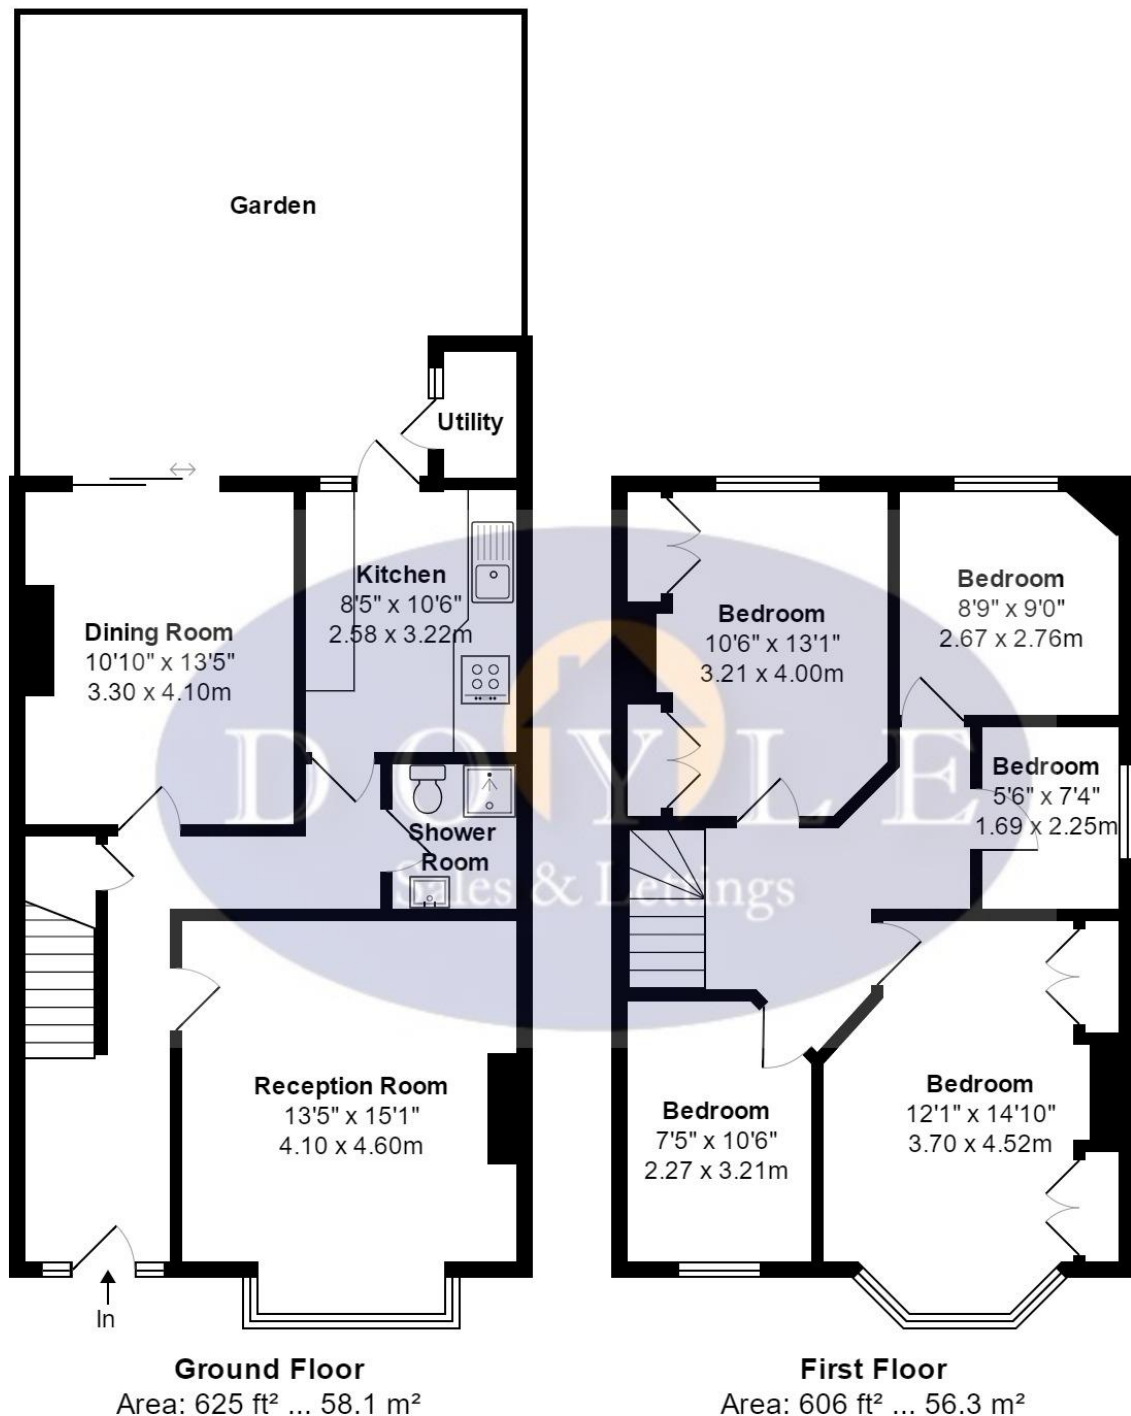 Garden
Utility
Kitchen
8'5" x 10'6"
2.58 x 3.22m
Dining Room
10'10" x 13'5"
3.30 x 4.10m
Shower
Room
Reception Room
13'5" x 15'1"
4.10 x 4.60m
In
Ground Floor
Area: 625 ft² ... 58.1 m²
Bedroom
10'6" x 13'1"
3.21 x 4.00m
Bedroom
8'9" x 9'0"
2.67 x 2.76m
Bedroom
5'6" x 7'4"
1.69 x 2.25m
Bedroom
7'5" x 10'6"
2.27 x 3.21m
Bedroom
12'1" x 14'10"
3.70 x 4.52m
First Floor
Area: 606 ft² ... 56.3 m²
DOYLE
Sales & Lettings